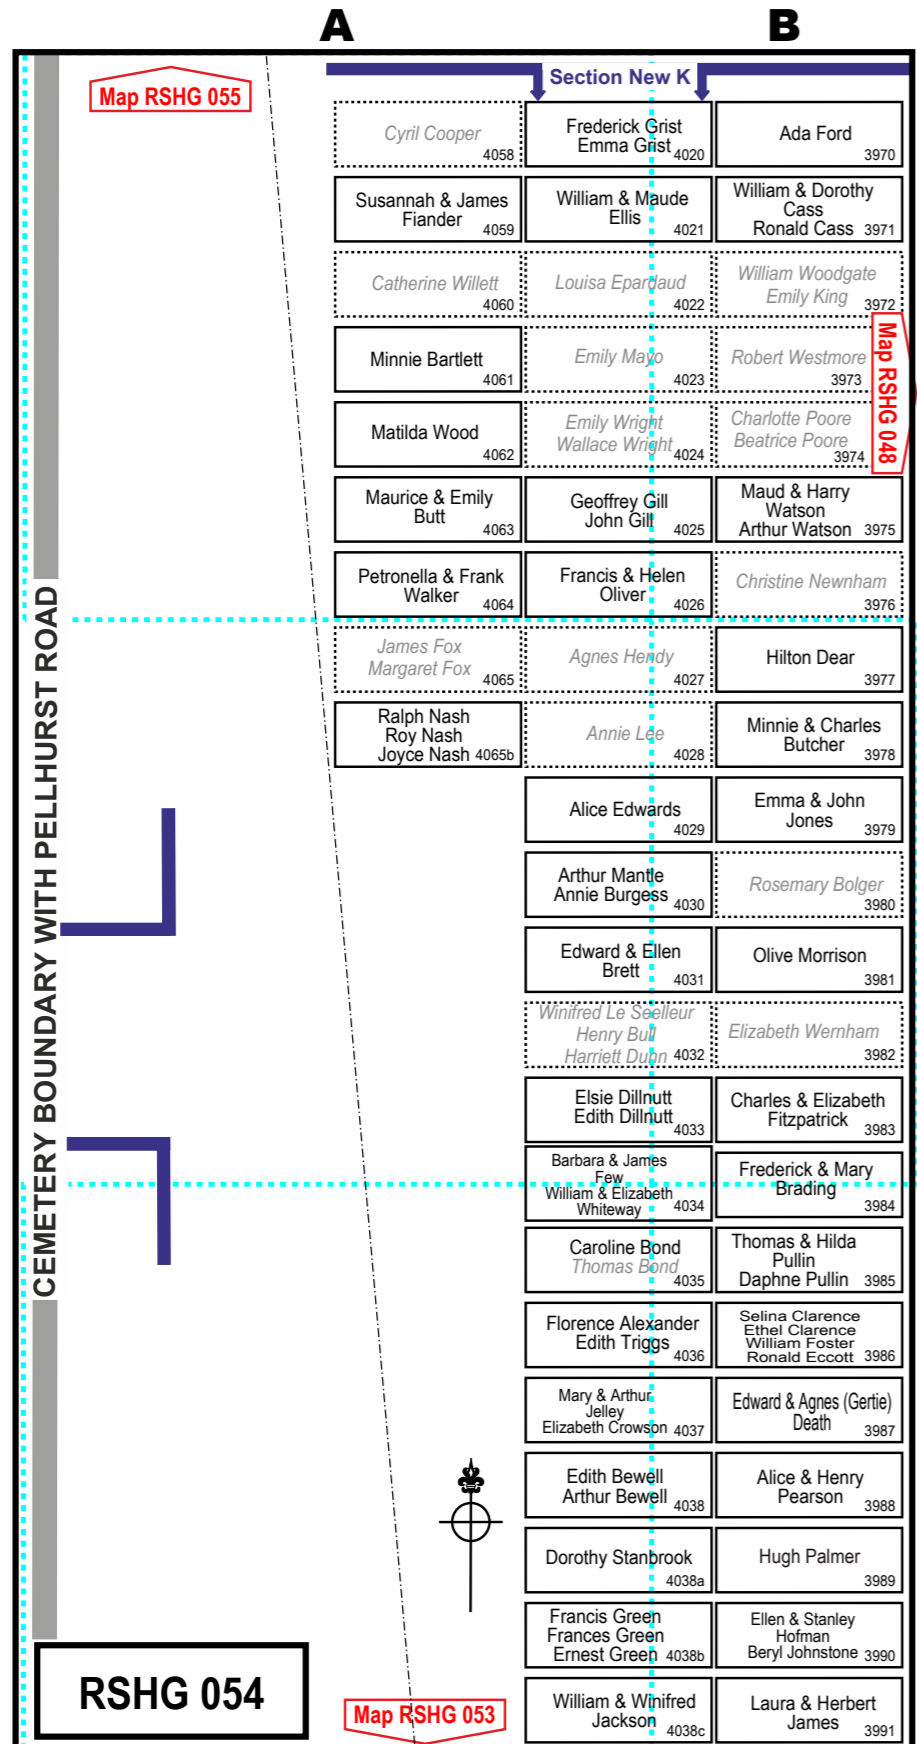 A B
Map RSHG 055
Section New K
Cyril Cooper
4058
Frederick Grist
Emma Grist 4020
Ada Ford
3970
Susannah & James
Fiander
4059
William & Maude
Ellis
4021
William & Dorothy
Cass
Ronald Cass 3971
Catherine Willett
4060
Louisa Epardaud
4022
William Woodgate
Emily King
3972
Minnie Bartlett
4061
Emily Mayo
4023
Robert Westmore
3973
Map RSHG 048
Matilda Wood
4062
Emily Wright
Wallace Wright 4024
Charlotte Poore
Beatrice Poore
3974
Maurice & Emily
Butt
4063
Geoffrey Gill
John Gill
4025
Maud & Harry
Watson
Arthur Watson 3975
Petronella & Frank
Walker
4064
Francis & Helen
Oliver
4026
Christine Newnham
3976
James Fox
Margaret Fox 4065
Agnes Hendy
4027
Hilton Dear
3977
Ralph Nash
Roy Nash
Joyce Nash 4065b
Annie Lee
4028
Minnie & Charles
Butcher
3978
Alice Edwards
4029
Emma & John
Jones
3979
Arthur Mantle
Annie Burgess
4030
Rosemary Bolger
3980
Edward & Ellen
Brett
4031
Olive Morrison
3981
Winifred Le Seelleur
Henry Bull
Harriett Dunn 4032
Elizabeth Wernham
3982
Elsie Dillnutt
Edith Dillnutt
4033
Charles & Elizabeth
Fitzpatrick
3983
Barbara & James
Few
William & Elizabeth
Whiteway 4034
Frederick & Mary
Brading
3984
Caroline Bond
Thomas Bond
4035
Thomas & Hilda
Pullin
Daphne Pullin 3985
Florence Alexander
Edith Triggs
4036
Selina Clarence
Ethel Clarence
William Foster
Ronald Eccott 3986
Mary & Arthur
Jelley
Elizabeth Crowson 4037
Edward & Agnes (Gertie)
Death
3987
Edith Bewell
Arthur Bewell
4038
Alice & Henry
Pearson
3988
Dorothy Stanbrook
4038a
Hugh Palmer
3989
Francis Green
Frances Green
Ernest Green 4038b
Ellen & Stanley
Hofman
Beryl Johnstone 3990
William & Winifred
Jackson
4038c
Laura & Herbert
James
3991
CEMETERY BOUNDARY WITH PELLHURST ROAD
RSHG 054
Map RSHG 053